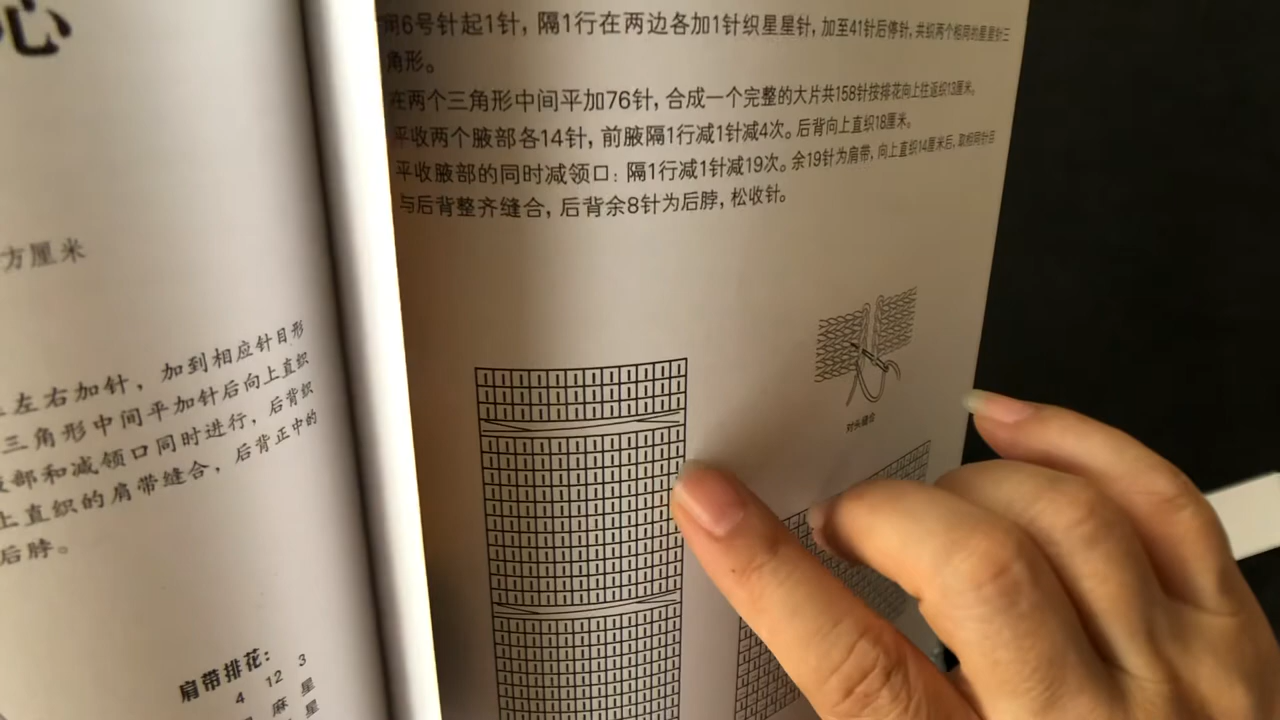 心
方厘米
左右加针，加到相应针目形
三角形中间平加针后向上直织
部和减领口同时进行，后背织
上直织的肩带缝合，后背正中的
后脖。
肩带排花：
4 12 3
麻 星
星
用6号针起1针，隔1行在两边各加1针织星星针，加至41针后停针，共织两个相同的星星针三
角形。
在两个三角形中间平加76针，合成一个完整的大片共158针按排花向上往返织13厘米。
平收两个腋部各14针，前腋隔1行减1针减4次。后背向上直织18厘米。
平收腋部的同时减领口：隔1行减1针减19次。余19针为肩带，向上直织14厘米后，取相同针目
与后背整齐缝合，后背余8针为后脖，松收针。
对头缝合